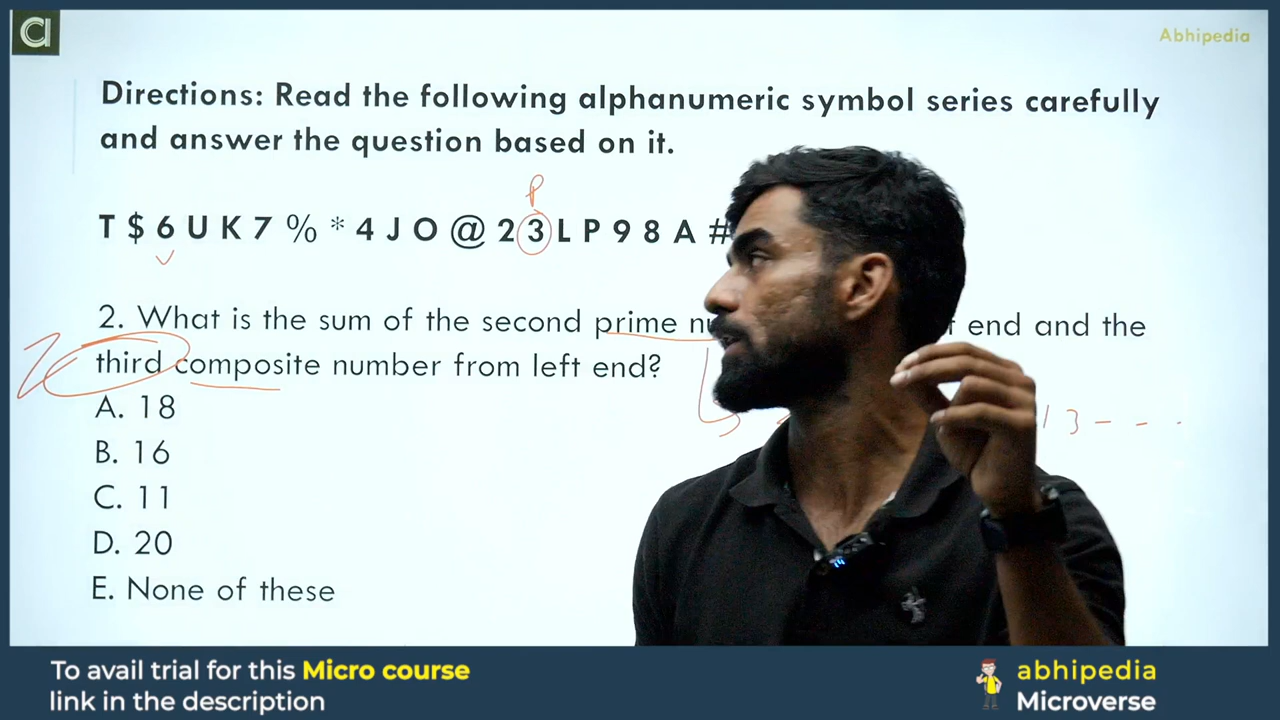 a
Abhipedia
Directions: Read the following alphanumeric symbol series carefully
and answer the question based on it.
P
T $ 6 U K 7 % * 4 J O @ 2 3 L P 9 8 A #
2. What is the sum of the second prime end and the
third composite number from left end?
A. 18
13 - - -
B. 16
C. 11
D. 20
E. None of these
To avail trial for this Micro course
link in the description
abhipedia
Microverse